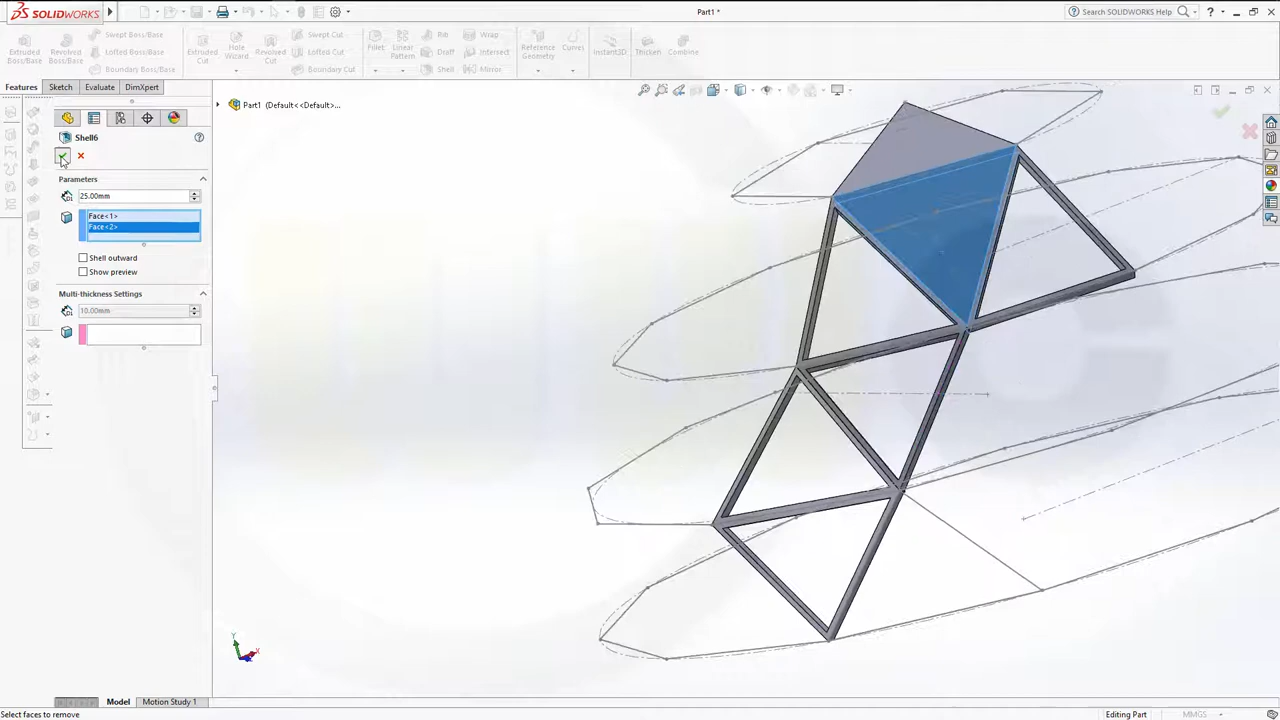 SOLIDWORKS
Part1 *
Search SOLIDWORKS Help
Extruded Boss/Base
Revolved Boss/Base
Swept Boss/Base
Lofted Boss/Base
Boundary Boss/Base
Extruded Cut
Hole Wizard
Revolved Cut
Swept Cut
Lofted Cut
Boundary Cut
Fillet
Linear Pattern
Rib
Draft
Shell
Wrap
Intersect
Mirror
Reference Geometry
Curves
Instant3D
Thicken
Combine
Features
Sketch
Evaluate
DimXpert
Part1 (Default<<Default>...
Shell6
Parameters
25.00mm
Face<1>
Face<2>
Shell outward
Show preview
Multi-thickness Settings
10.00mm
Y
X
Model
Motion Study 1
Select faces to remove
Editing Part
MMGS